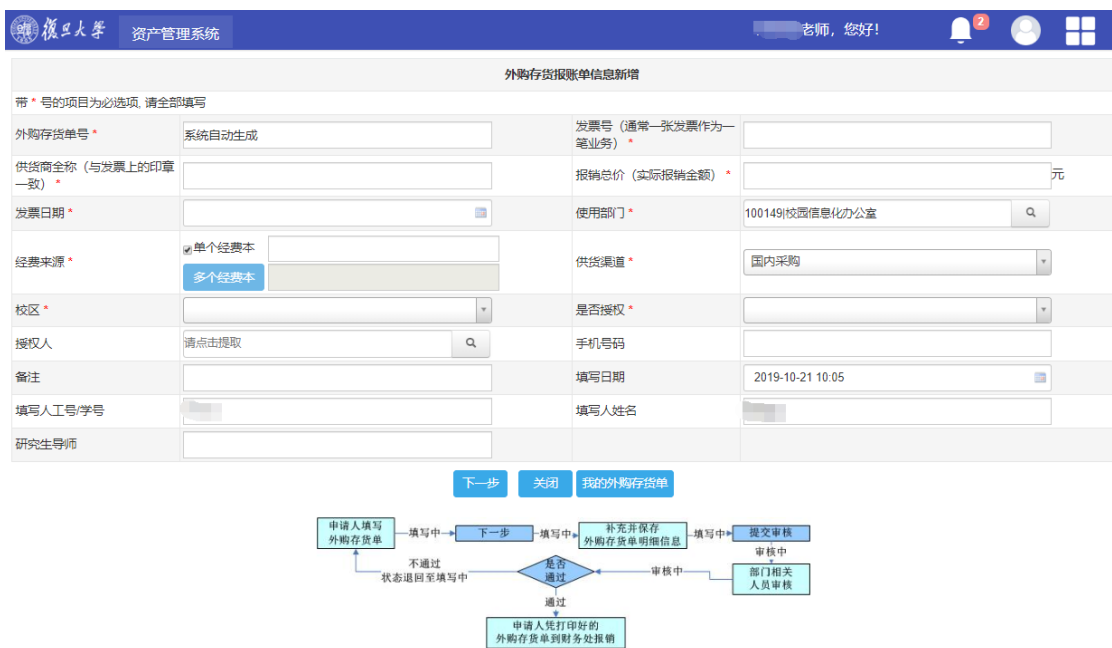 復旦大学 资产管理系统 老师，您好！ 2
外购存货报账单信息新增
带 * 号的项目为必选项, 请全部填写
外购存货单号 * 系统自动生成 发票号（通常一张发票作为一
笔业务） *
供货商全称（与发票上的印章
一致） * 报销总价（实际报销金额） * 元
发票日期 * 使用部门 * 100149|校园信息化办公室
经费来源 * 单个经费本 供货渠道 * 国内采购
多个经费本
校区 * 是否授权 *
授权人 请点击提取 手机号码
备注 填写日期 2019-10-21 10:05
填写人工号/学号 填写人姓名
研究生导师
下一步 关闭 我的外购存货单
申请人填写
外购存货单
填写中
下一步
填写中
补充并保存
外购存货单明细信息
填写中
提交审核
审核中
部门相关
人员审核
审核中
是否
通过
不通过
状态退回至填写中
通过
申请人凭打印好的
外购存货单到财务处报销